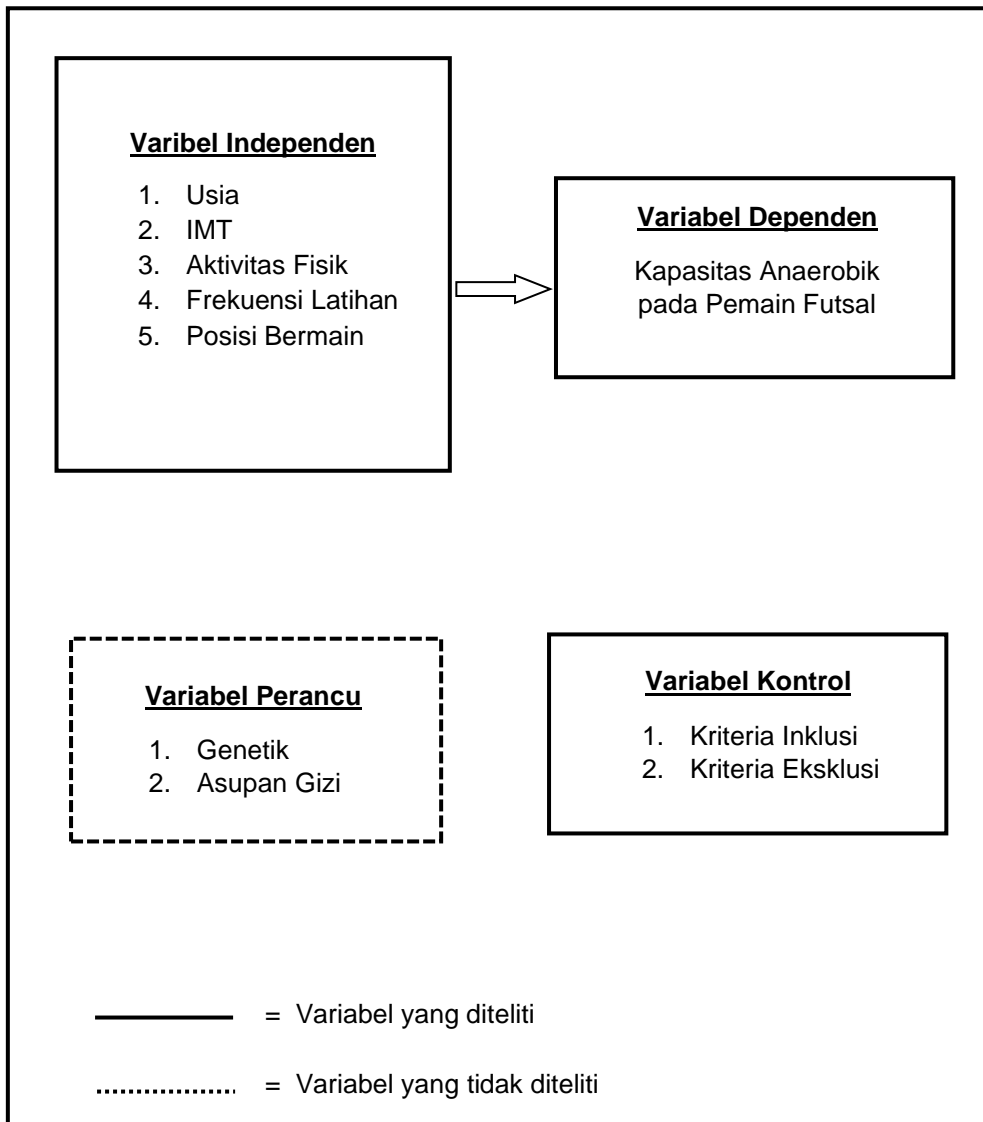 Varibel Independen
1. Usia
2. IMT
3. Aktivitas Fisik
4. Frekuensi Latihan
5. Posisi Bermain
Variabel Dependen
Kapasitas Anaerobik
pada Pemain Futsal
Variabel Perancu
1. Genetik
2. Asupan Gizi
Variabel Kontrol
1. Kriteria Inklusi
2. Kriteria Eksklusi
= Variabel yang diteliti
= Variabel yang tidak diteliti